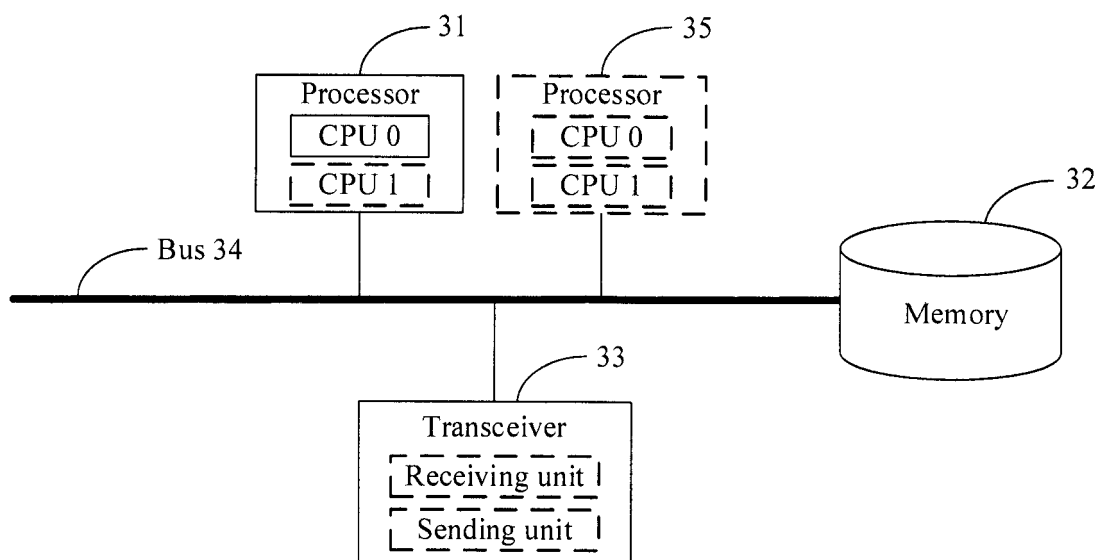 31
35
Processor
CPU 0
CPU 1
Processor
CPU 0
CPU 1
32
Bus 34
Memory
33
Transceiver
Receiving unit
Sending unit